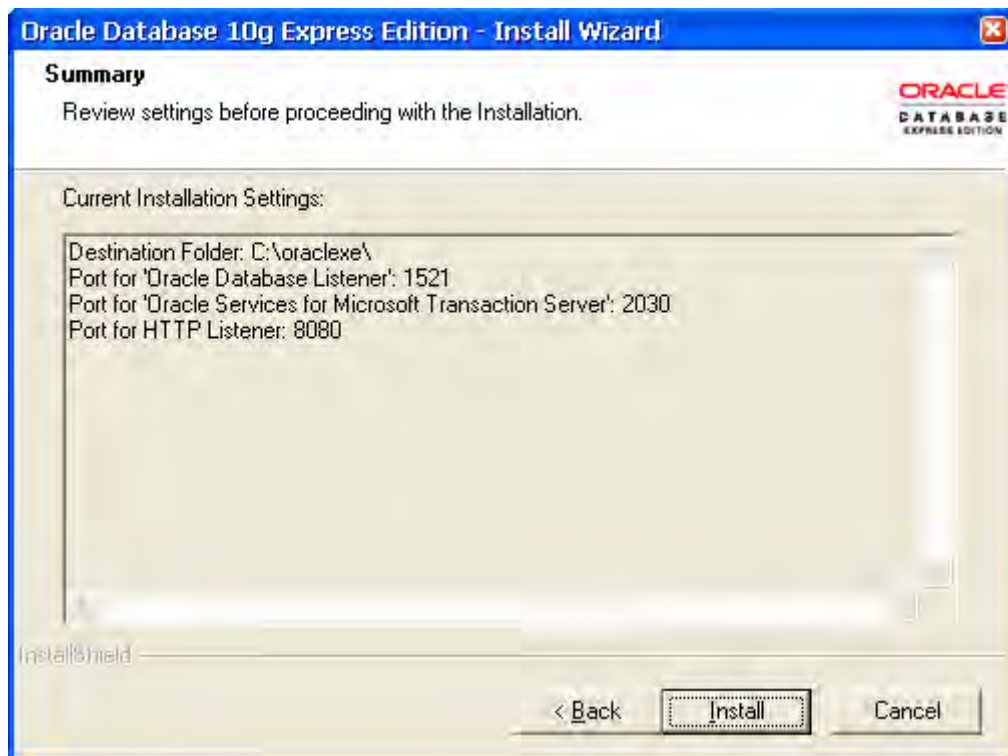 Oracle Database 10g Express Edition - Install Wizard
Summary
Review settings before proceeding with the Installation.
ORACLE
DATABASE
EXPRESS EDITION
Current Installation Settings:
Destination Folder: C:\oraclexe\
Port for 'Oracle Database Listener': 1521
Port for 'Oracle Services for Microsoft Transaction Server': 2030
Port for HTTP Listener: 8080
InstallShield
< Back
Install
Cancel